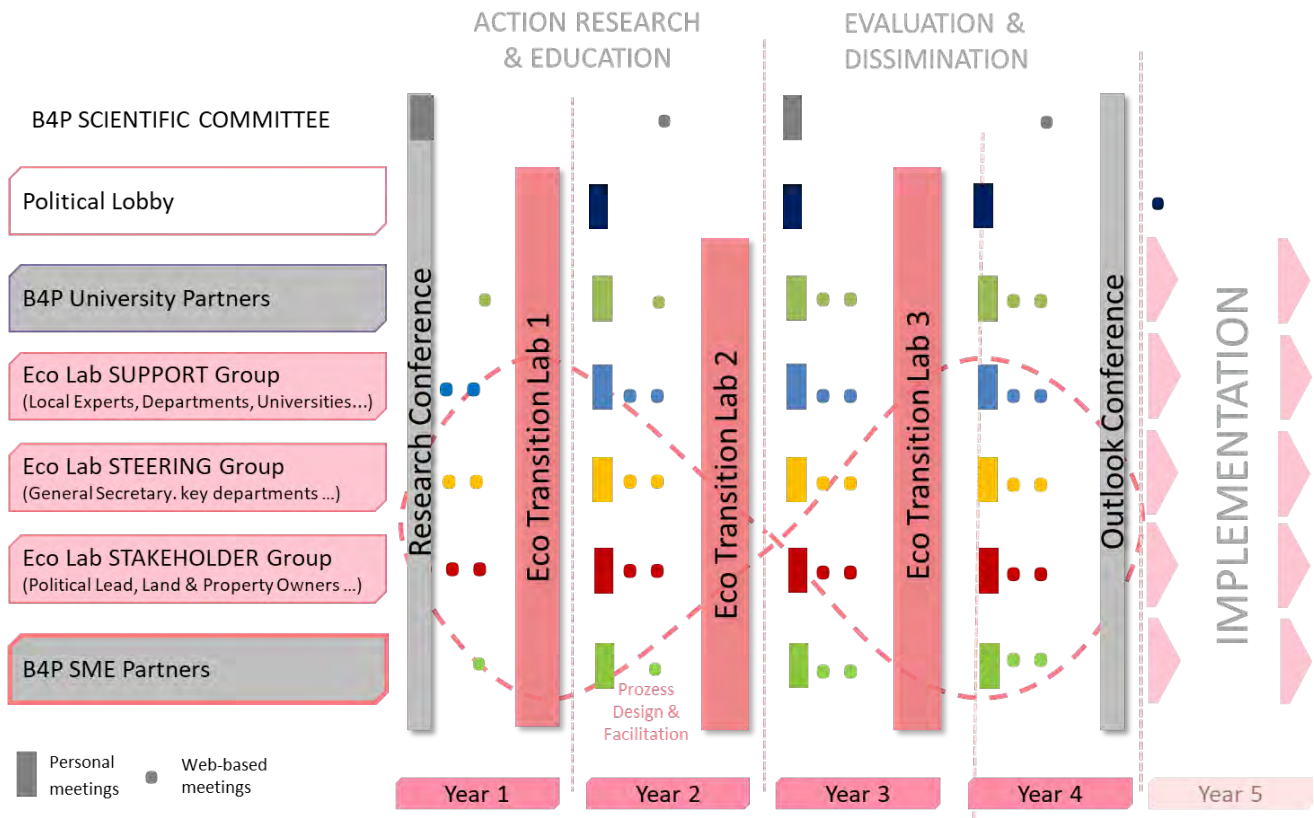 ACTION RESEARCH
& EDUCATION
EVALUATION &
DISSIMINATION
B4P SCIENTIFIC COMMITTEE
Political Lobby
B4P University Partners
Eco Lab SUPPORT Group
(Local Experts, Departments, Universities...)
Eco Lab STEERING Group
(General Secretary. key departments ...)
Eco Lab STAKEHOLDER Group
(Political Lead, Land & Property Owners ...)
B4P SME Partners
Research Conference
Eco Transition Lab 1
Eco Transition Lab 2
Eco Transition Lab 3
Outlook Conference
IMPLEMENTATION
Prozess
Design &
Facilitation
Personal
meetings
Web-based
meetings
Year 1
Year 2
Year 3
Year 4
Year 5